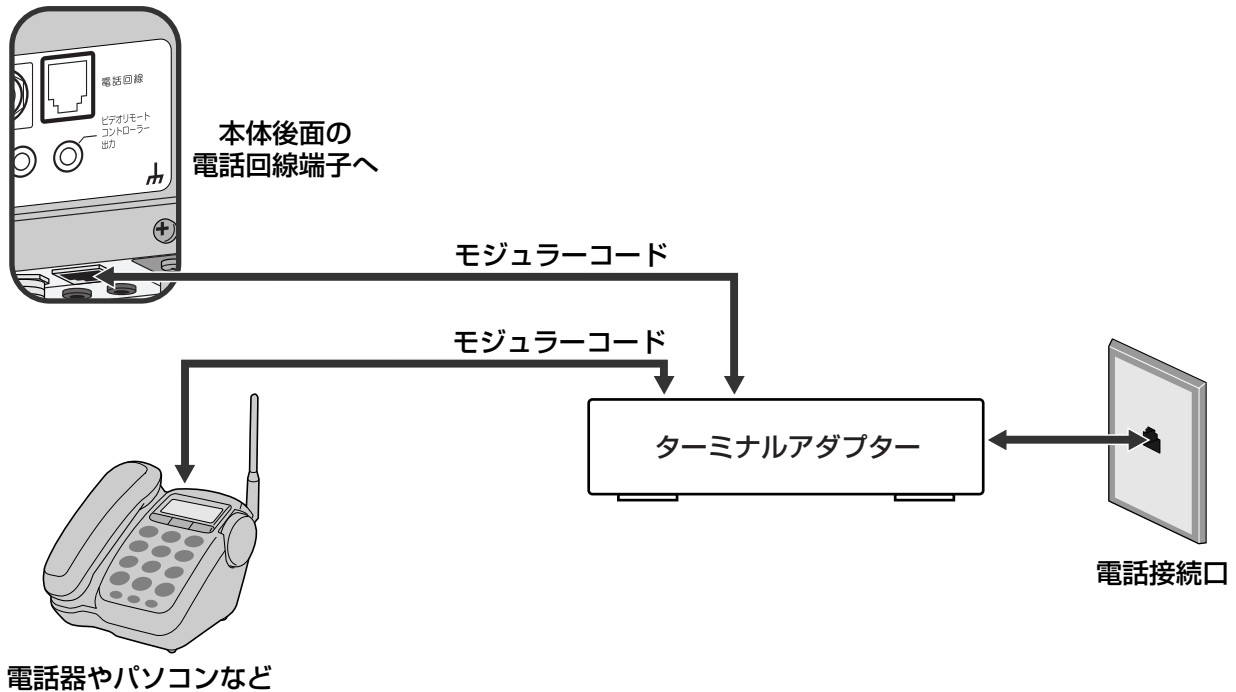 電話回線
ビデオリモート
コントローラー
出力
本体後面の
電話回線端子へ
モジュラーコード
モジュラーコード
ターミナルアダプター
電話接続口
電話器やパソコンなど